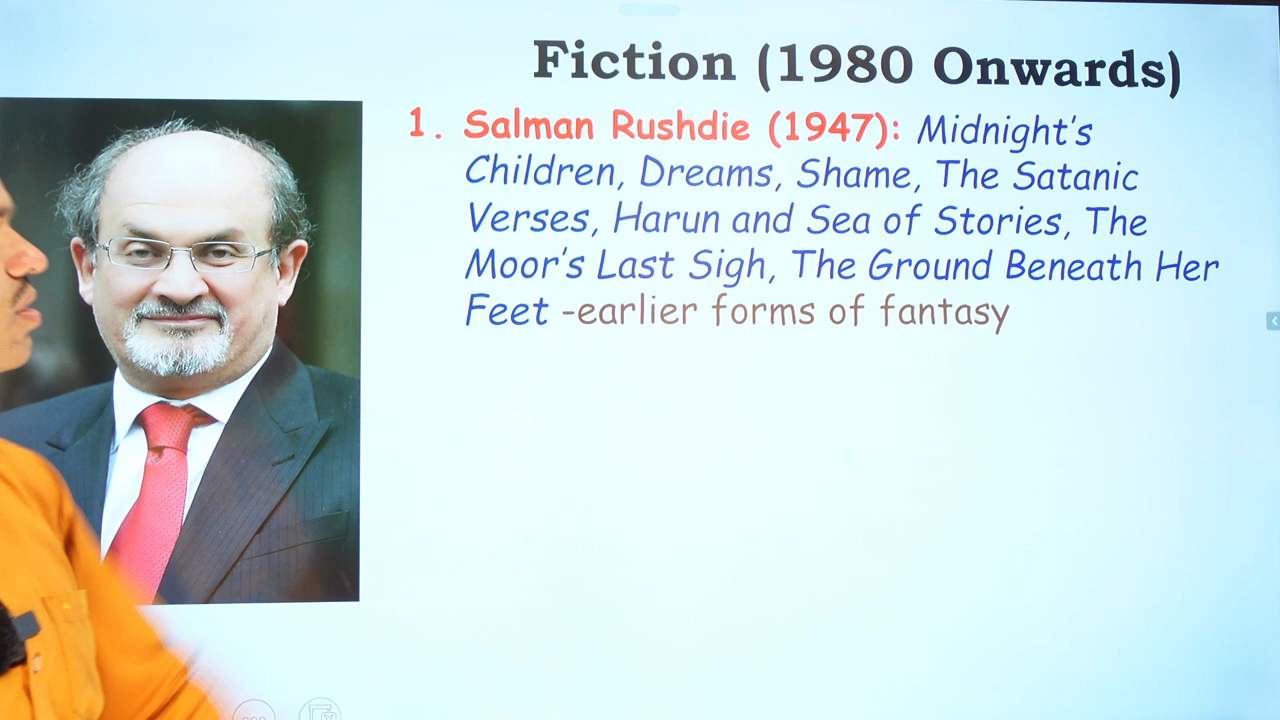 Fiction (1980 Onwards)
1. Salman Rushdie (1947): Midnight's
Children, Dreams, Shame, The Satanic
Verses, Harun and Sea of Stories, The
Moor's Last Sigh, The Ground Beneath Her
Feet -earlier forms of fantasy